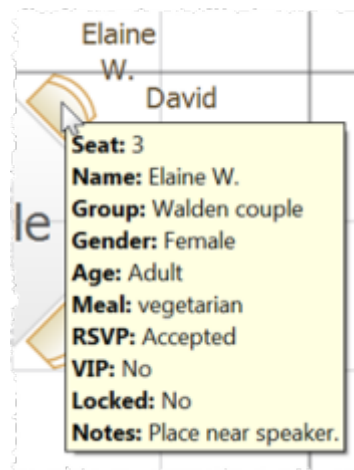 Elaine
W.
David
le
Seat: 3
Name: Elaine W.
Group: Walden couple
Gender: Female
Age: Adult
Meal: vegetarian
RSVP: Accepted
VIP: No
Locked: No
Notes: Place near speaker.